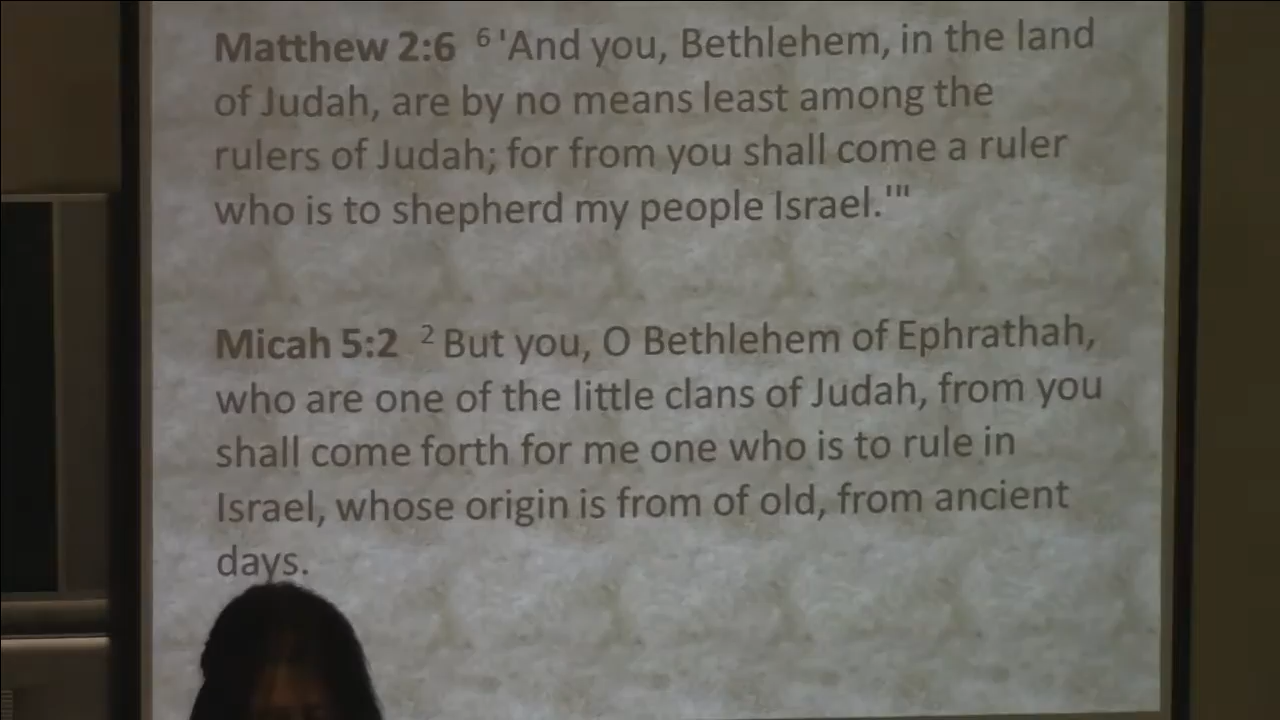 Matthew 2:6 6 'And you, Bethlehem, in the land
of Judah, are by no means least among the
rulers of Judah; for from you shall come a ruler
who is to shepherd my people Israel.'"
Micah 5:2 2 But you, O Bethlehem of Ephrathah,
who are one of the little clans of Judah, from you
shall come forth for me one who is to rule in
Israel, whose origin is from of old, from ancient
days.